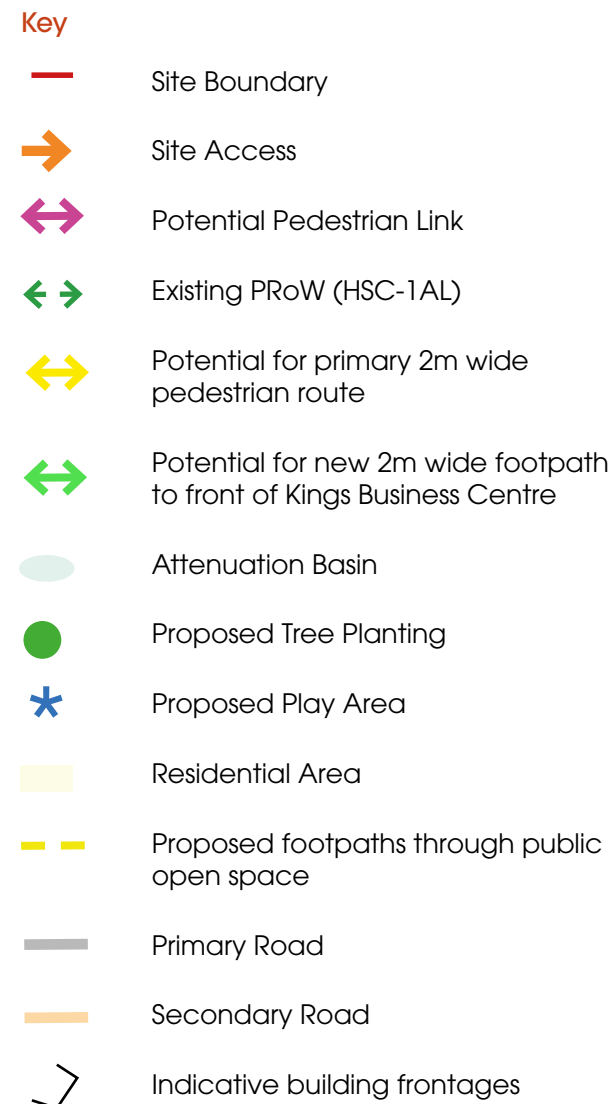 Key
Site Boundary
Site Access
Potential Pedestrian Link
Existing PRoW (HSC-1AL)
Potential for primary 2m wide
pedestrian route
Potential for new 2m wide footpath
to front of Kings Business Centre
Attenuation Basin
Proposed Tree Planting
Proposed Play Area
Residential Area
Proposed footpaths through public
open space
Primary Road
Secondary Road
Indicative building frontages